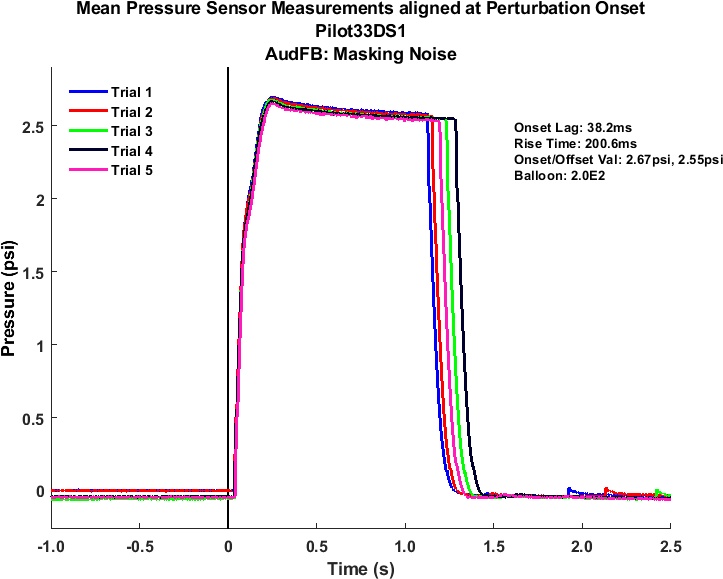 Mean Pressure Sensor Measurements aligned at Perturbation Onset
Pilot33DS1
AudFB: Masking Noise
Trial 1
Trial 2
Trial 3
Trial 4
Trial 5
Onset Lag: 38.2ms
Rise Time: 200.6ms
Onset/Offset Val: 2.67psi, 2.55psi
Balloon: 2.0E2
Pressure (psi)
2.5
2
1.5
1
0.5
0
-1.0 -0.5 0 0.5 1.0 1.5 2.0 2.5
Time (s)